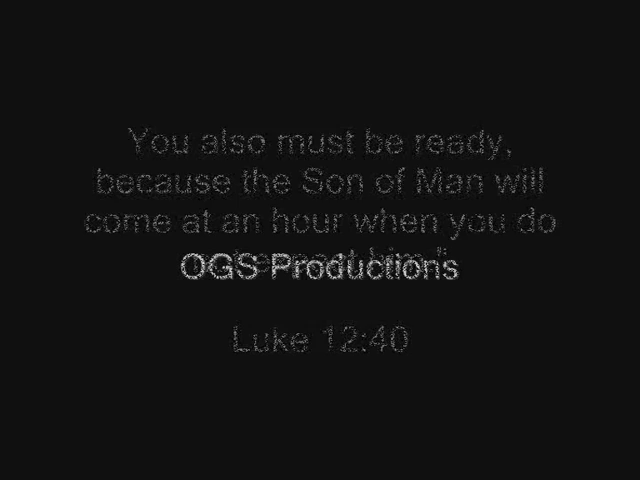 You also must be ready,
because the Son of Man will
come at an hour when you do
OGS Productions
Luke 12:40